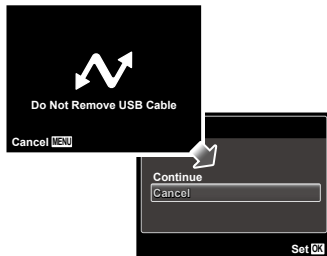 Do Not Remove USB Cable
Cancel MENU
Continue
Cancel
Set OK